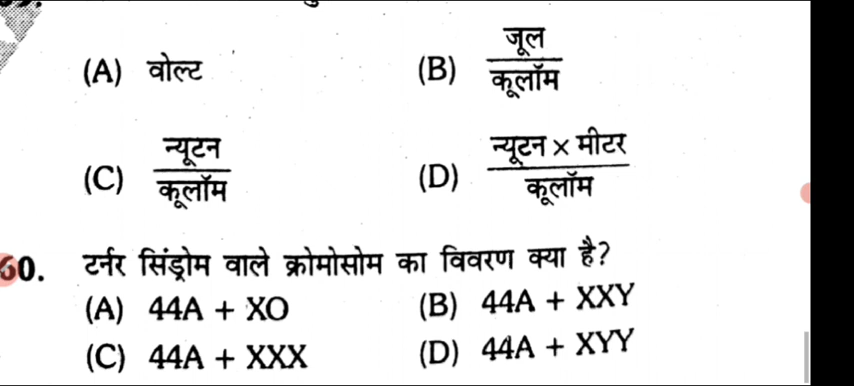 (A) वोल्ट (B) जूल / कूलॉम
(C) न्यूटन / कूलॉम (D) न्यूटन × मीटर / कूलॉम
60. टर्नर सिंड्रोम वाले क्रोमोसोम का विवरण क्या है?
(A) 44A + XO (B) 44A + XXY
(C) 44A + XXX (D) 44A + XYY